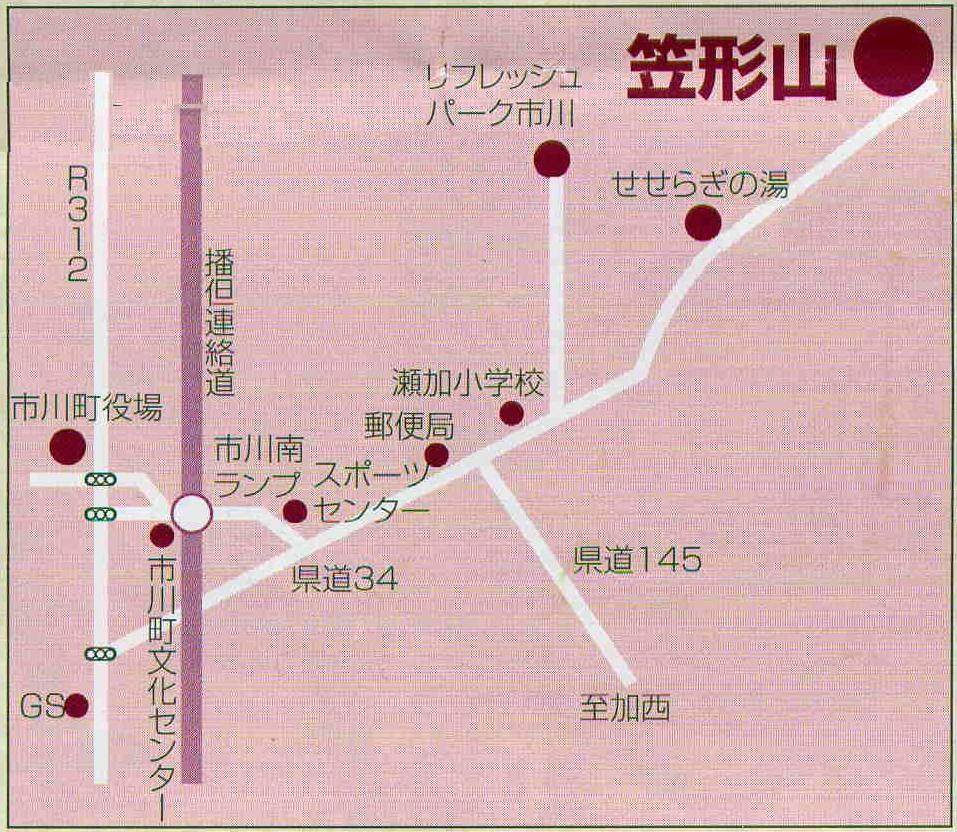 笠形山
リフレッシュ
パーク市川
せせらぎの湯
R312
播但連絡道
瀬加小学校
市川町役場
郵便局
市川南
ランプ
スポーツ
センター
県道145
県道34
市川町文化センター
GS
至加西